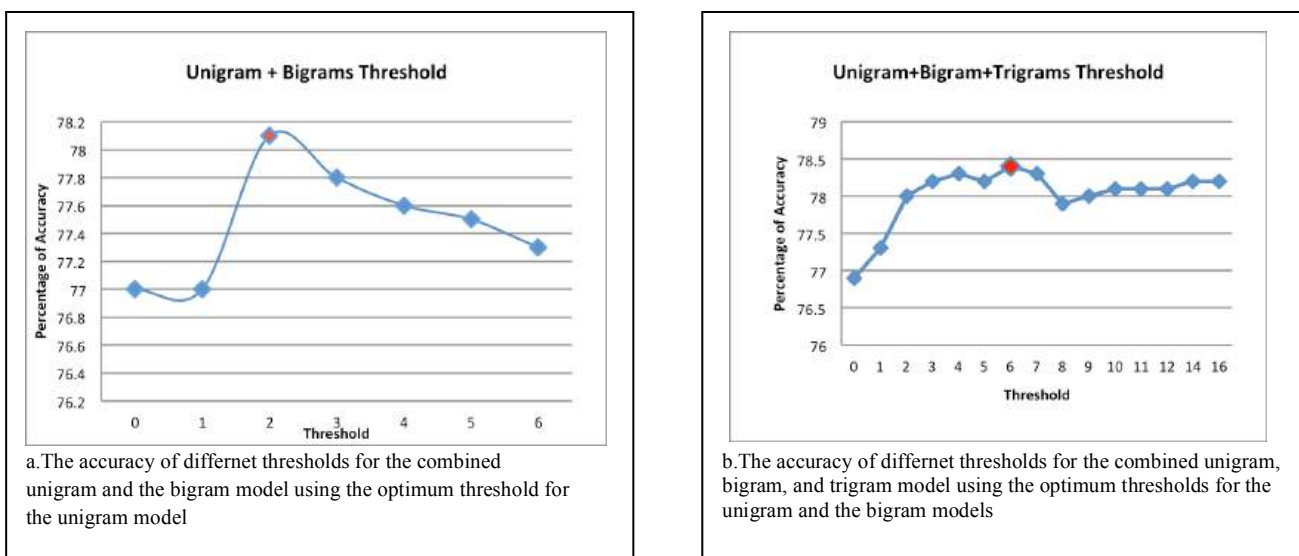 Unigram + Bigrams Threshold
Percentage of Accuracy
78.2
78
77.8
77.6
77.4
77.2
77
76.8
76.6
76.4
76.2
0 1 2 3 4 5 6
Threshold
a.The accuracy of differnet thresholds for the combined
unigram and the bigram model using the optimum threshold for
the unigram model
Unigram+Bigram+Trigrams Threshold
Percentage of Accuracy
79
78.5
78
77.5
77
76.5
76
0 1 2 3 4 5 6 7 8 9 10 11 12 14 16
Threshold
b.The accuracy of differnet thresholds for the combined unigram,
bigram, and trigram model using the optimum thresholds for the
unigram and the bigram models